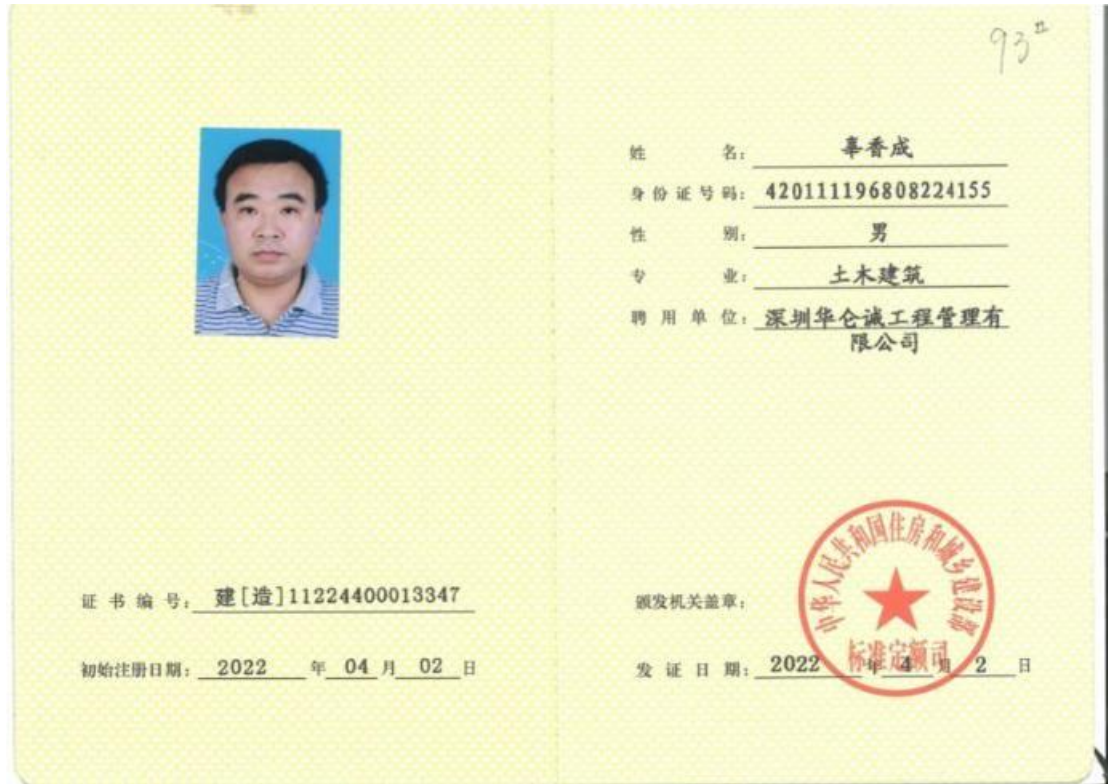 93
姓 名: 辜香成
身份证号码: 420111196808224155
性 别: 男
专 业: 土木建筑
聘用单位: 深圳华仑诚工程管理有
限公司
证书编号: 建[造]11224400013347
初始注册日期: 2022 年 04 月 02 日
颁发机关盖章:
中华人民共和国住房和城乡建设部
标准定额司
发证日期: 2022 年 4 月 2 日